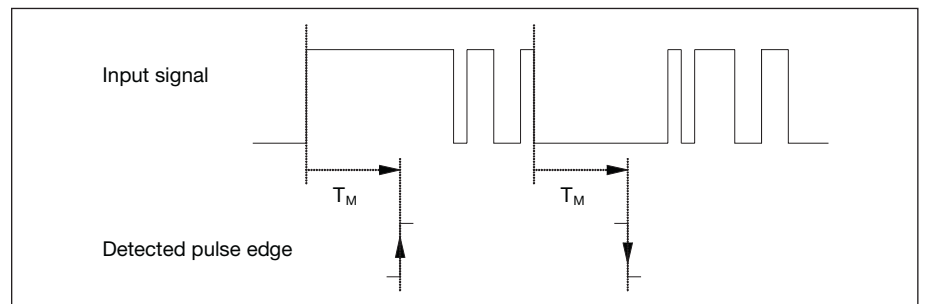 Input signal
T_M T_M
Detected pulse edge